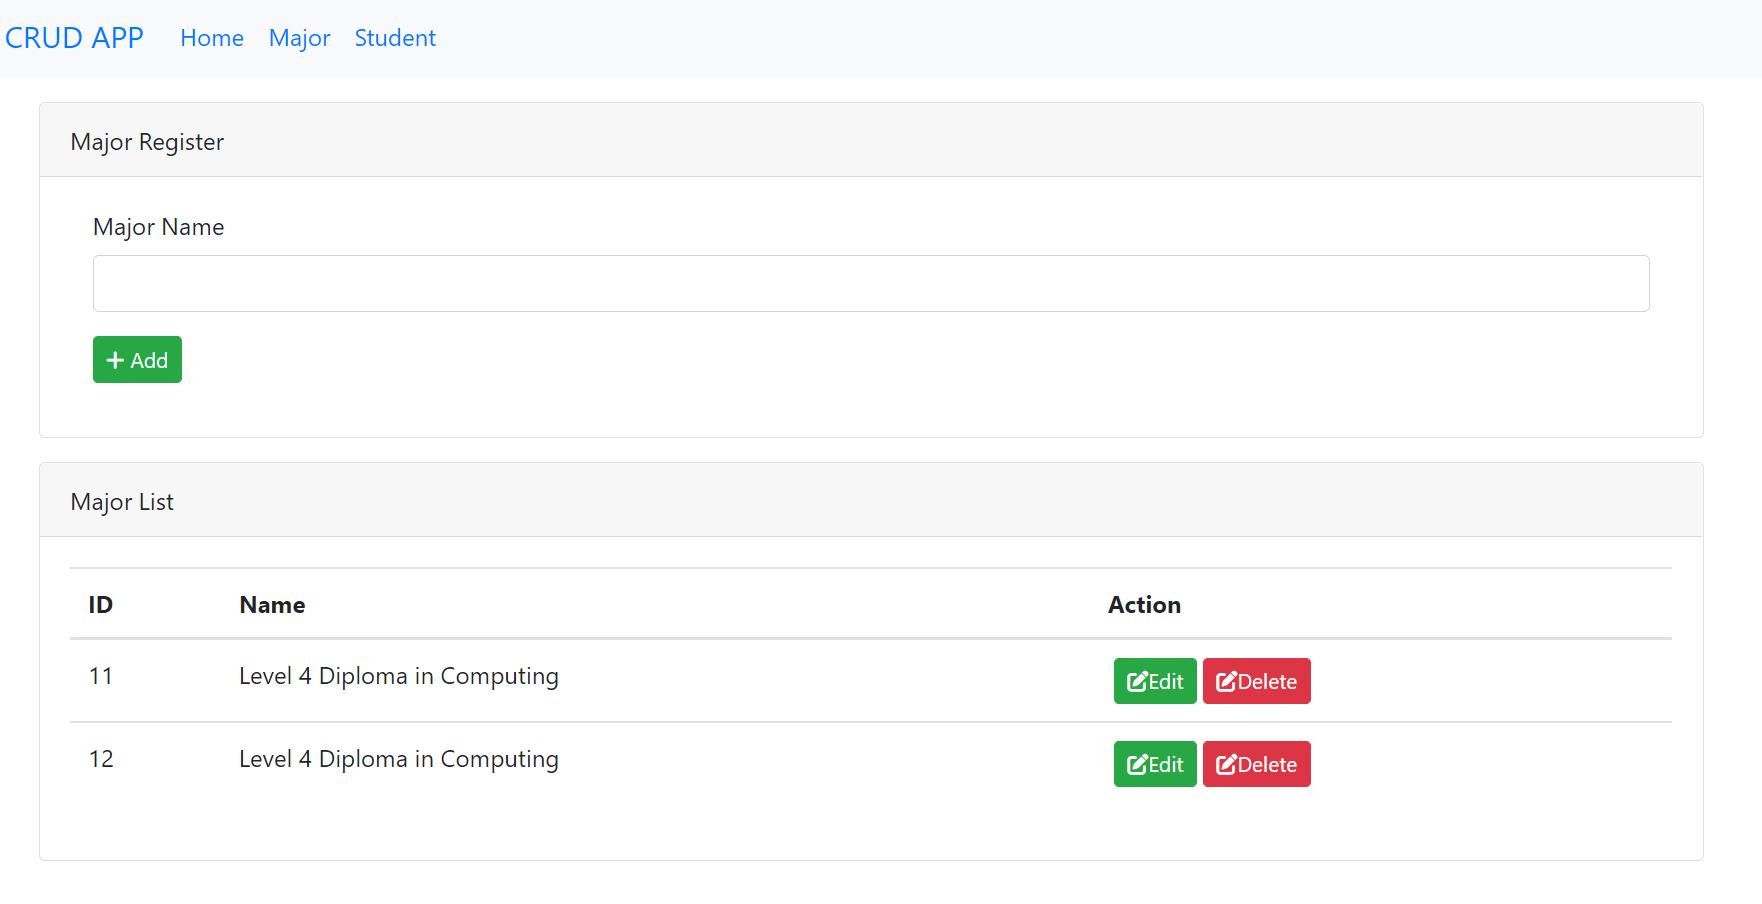 CRUD APP Home Major Student
Major Register
Major Name
Add
Major List
ID Name Action
11 Level 4 Diploma in Computing Edit Delete
12 Level 4 Diploma in Computing Edit Delete